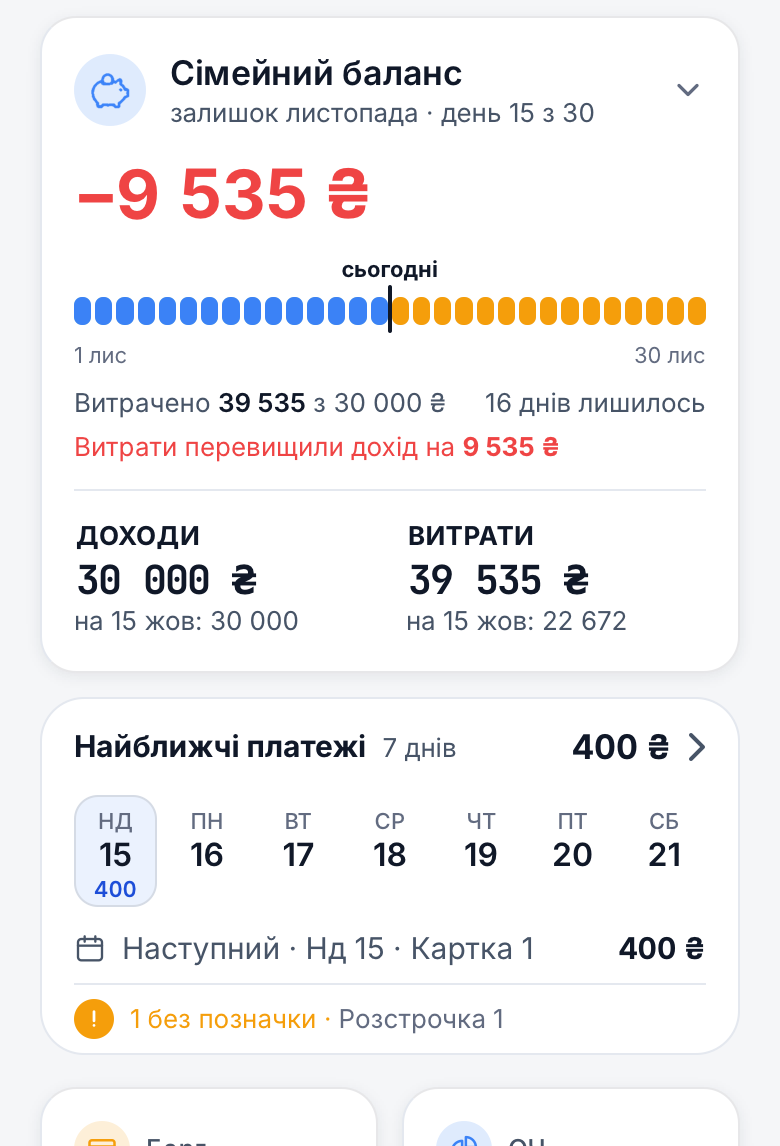 Сімейний баланс
залишок листопада · день 15 з 30
–9 535 ₴
сьогодні
1 лис 30 лис
Витрачено 39 535 з 30 000 ₴ 16 днів лишилось
Витрати перевищили дохід на 9 535 ₴
ДОХОДИ ВИТРАТИ
30 000 ₴ 39 535 ₴
на 15 жов: 30 000 на 15 жов: 22 672
Найближчі платежі 7 днів 400 ₴
НД ПН ВТ СР ЧТ ПТ СБ
15 16 17 18 19 20 21
400
Наступний · Нд 15 · Картка 1 400 ₴
! 1 без позначки · Розстрочка 1